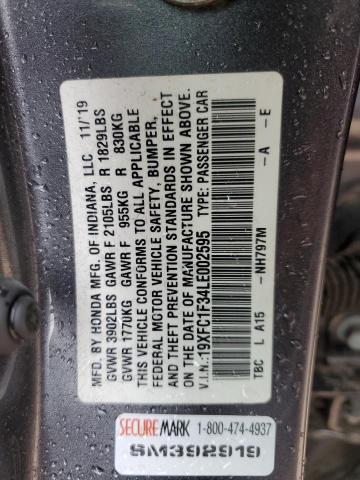 MFD BY HONDA MFG. OF INDIANA, LLC 11/19
GVWR 3902LBS GAWR F 2105LBS R 1829LBS
GVWR 1770KG GAWR F 955KG R 830KG
THIS VEHICLE CONFORMS TO ALL APPLICABLE
FEDERAL MOTOR VEHICLE SAFETY, BUMPER,
THEFT PREVENTION STANDARDS IN EFFECT
ON THE DATE OF MANUFACTURE SHOWN ABOVE.
V.I.N.:19XFC1F34LE002595 TYPE: PASSENGER CAR
NH797M -A -E
TBC L A15
SECUREMARK 1-800-474-4937
SM392919